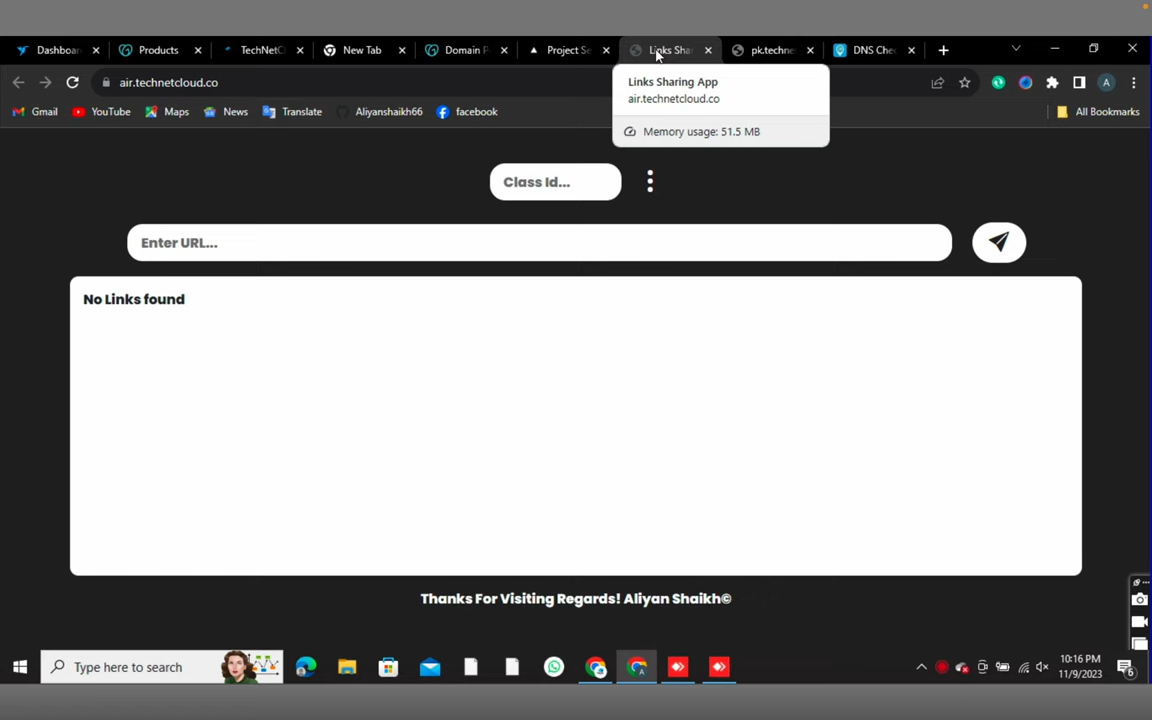 Dashboar
Products
TechNetCl
New Tab
Domain P
Project Se
Links Sha
pk.techne
DNS Chec
air.technetcloud.co
Links Sharing App
air.technetcloud.co
Memory usage: 51.5 MB
A
Gmail
YouTube
Maps
News
Translate
Aliyanshaikh66
facebook
All Bookmarks
Class Id...
Enter URL...
No Links found
Thanks For Visiting Regards! Aliyan Shaikh©
Type here to search
10:16 PM
11/9/2023
6